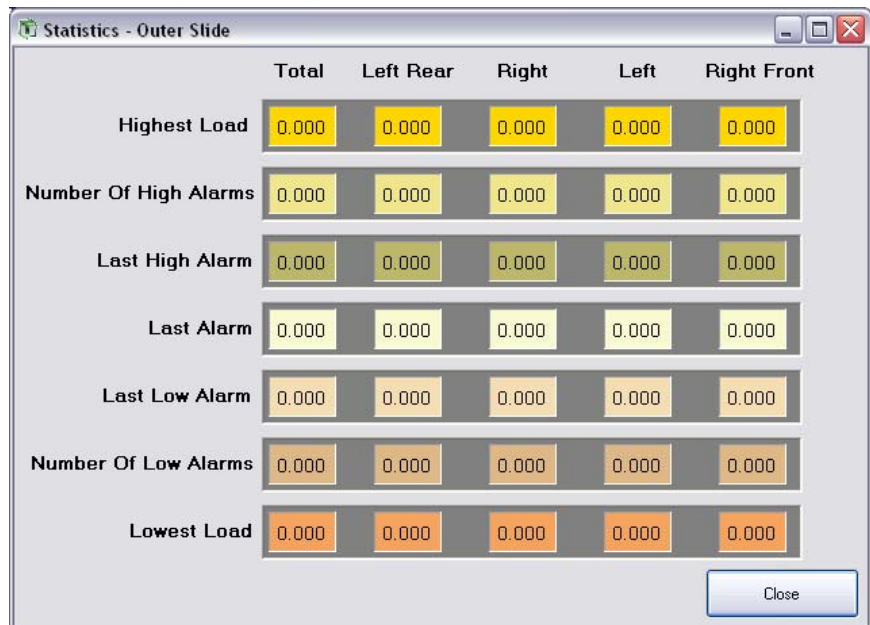 Statistics - Outer Slide
Total Left Rear Right Left Right Front
Highest Load 0.000 0.000 0.000 0.000 0.000
Number Of High Alarms 0.000 0.000 0.000 0.000 0.000
Last High Alarm 0.000 0.000 0.000 0.000 0.000
Last Alarm 0.000 0.000 0.000 0.000 0.000
Last Low Alarm 0.000 0.000 0.000 0.000 0.000
Number Of Low Alarms 0.000 0.000 0.000 0.000 0.000
Lowest Load 0.000 0.000 0.000 0.000 0.000
Close